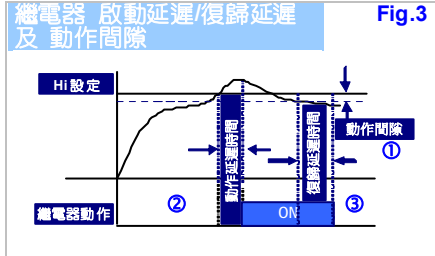 繼電器 啟動延遲/復歸延遲
及 動作間隙
Fig.3
Hi設定
動作延遲時間
復歸延遲時間
動作間隙
①
②
③
繼電器動作
ON